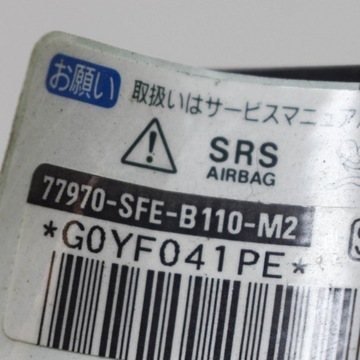 お願い 取扱いはサービスマニュア
SRS
AIRBAG
77970-SFE-B110-M2
*G0YF041PE*